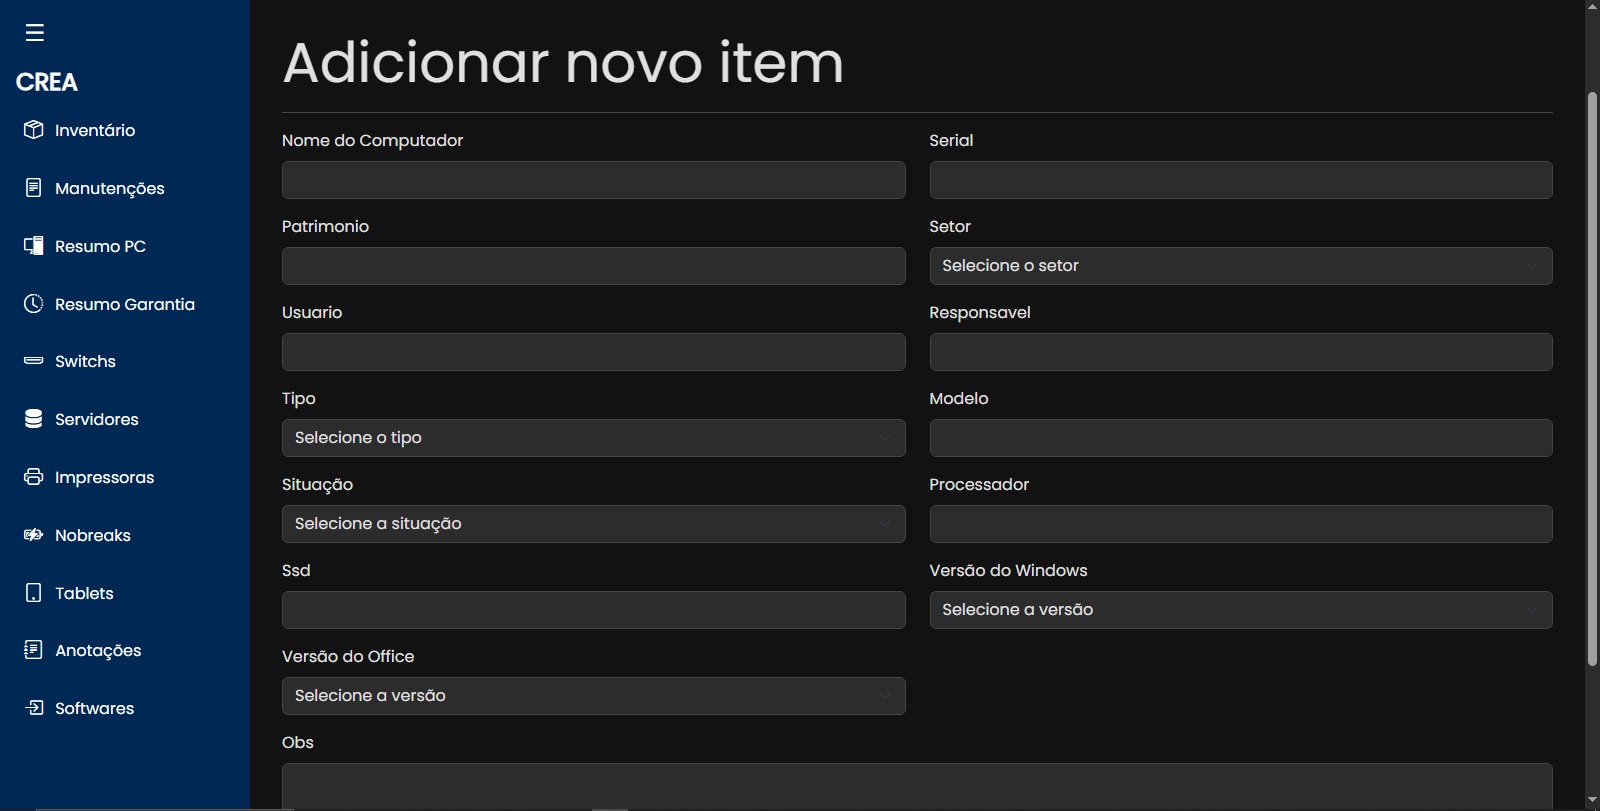 CREA
Inventário
Manutenções
Resumo PC
Resumo Garantia
Switchs
Servidores
Impressoras
Nobreaks
Tablets
Anotações
Softwares
Adicionar novo item
Nome do Computador
Serial
Patrimonio
Setor
Selecione o setor
Usuario
Responsavel
Tipo
Selecione o tipo
Modelo
Situação
Selecione a situação
Processador
Ssd
Versão do Windows
Selecione a versão
Versão do Office
Selecione a versão
Obs